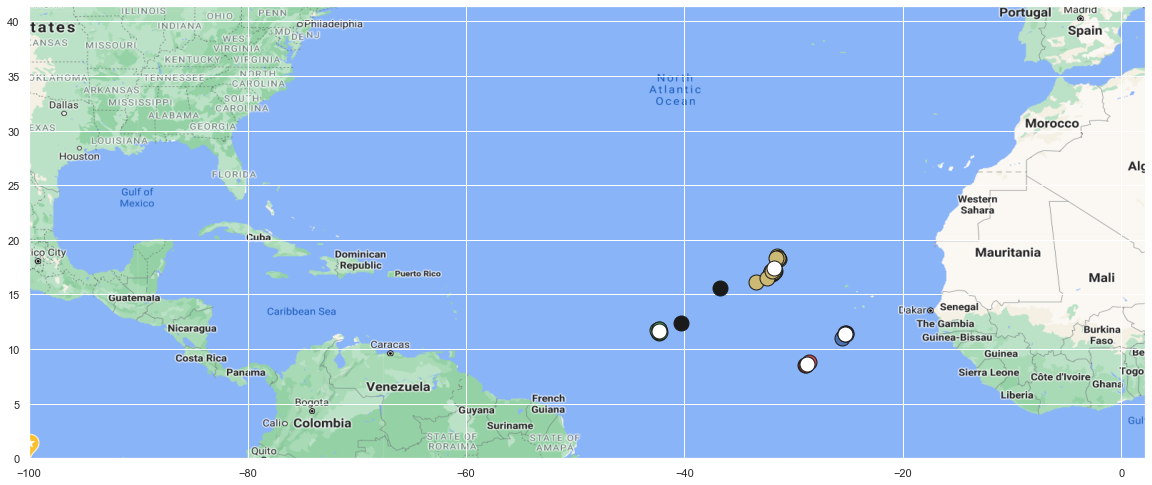 40
35
30
25
20
15
10
5
0
−100
−80
−60
−40
−20
0
tates
ILLINOIS
OHIO
PENN
Philadelphia
INDIANA
MD
DE
NJ
KANSAS
MISSOURI
WEST
VIRGINIA
KENTUCKY
VIRGINIA
OKLAHOMA
TENNESSEE
NORTH
CAROLINA
ARKANSAS
Dallas
MISSISSIPPI
SOUTH
CAROLINA
ALABAMA
EXAS
GEORGIA
LOUISIANA
Houston
FLORIDA
Gulf of
Mexico
Cuba
ico City
Dominican
Republic
Puerto Rico
Guatemala
Caribbean Sea
Nicaragua
Caracas
Costa Rica
Panama
Venezuela
Bogota
Guyana
French
Guiana
Cali
Colombia
Suriname
STATE OF
RORAIMA
STATE OF
AMAPA
Quito
North
Atlantic
Ocean
Portugal
Madrid
Spain
Morocco
Alg
Western
Sahara
Mauritania
Mali
Dakar
Senegal
The Gambia
Guinea-Bissau
Burkina
Faso
Guinea
Be
Sierra Leone
Côte d'Ivoire
Togo
Ghana
Liberia
Gulf